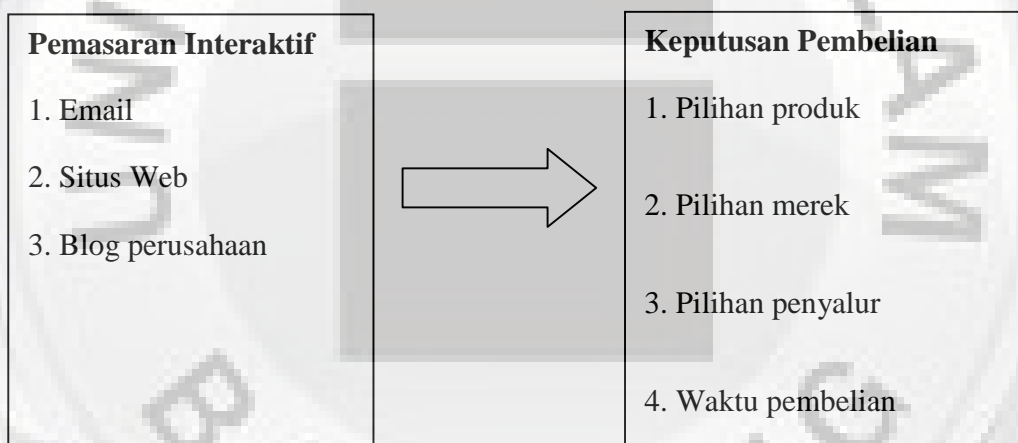 Pemasaran Interaktif
1. Email
2. Situs Web
3. Blog perusahaan
Keputusan Pembelian
1. Pilihan produk
2. Pilihan merek
3. Pilihan penyalur
4. Waktu pembelian